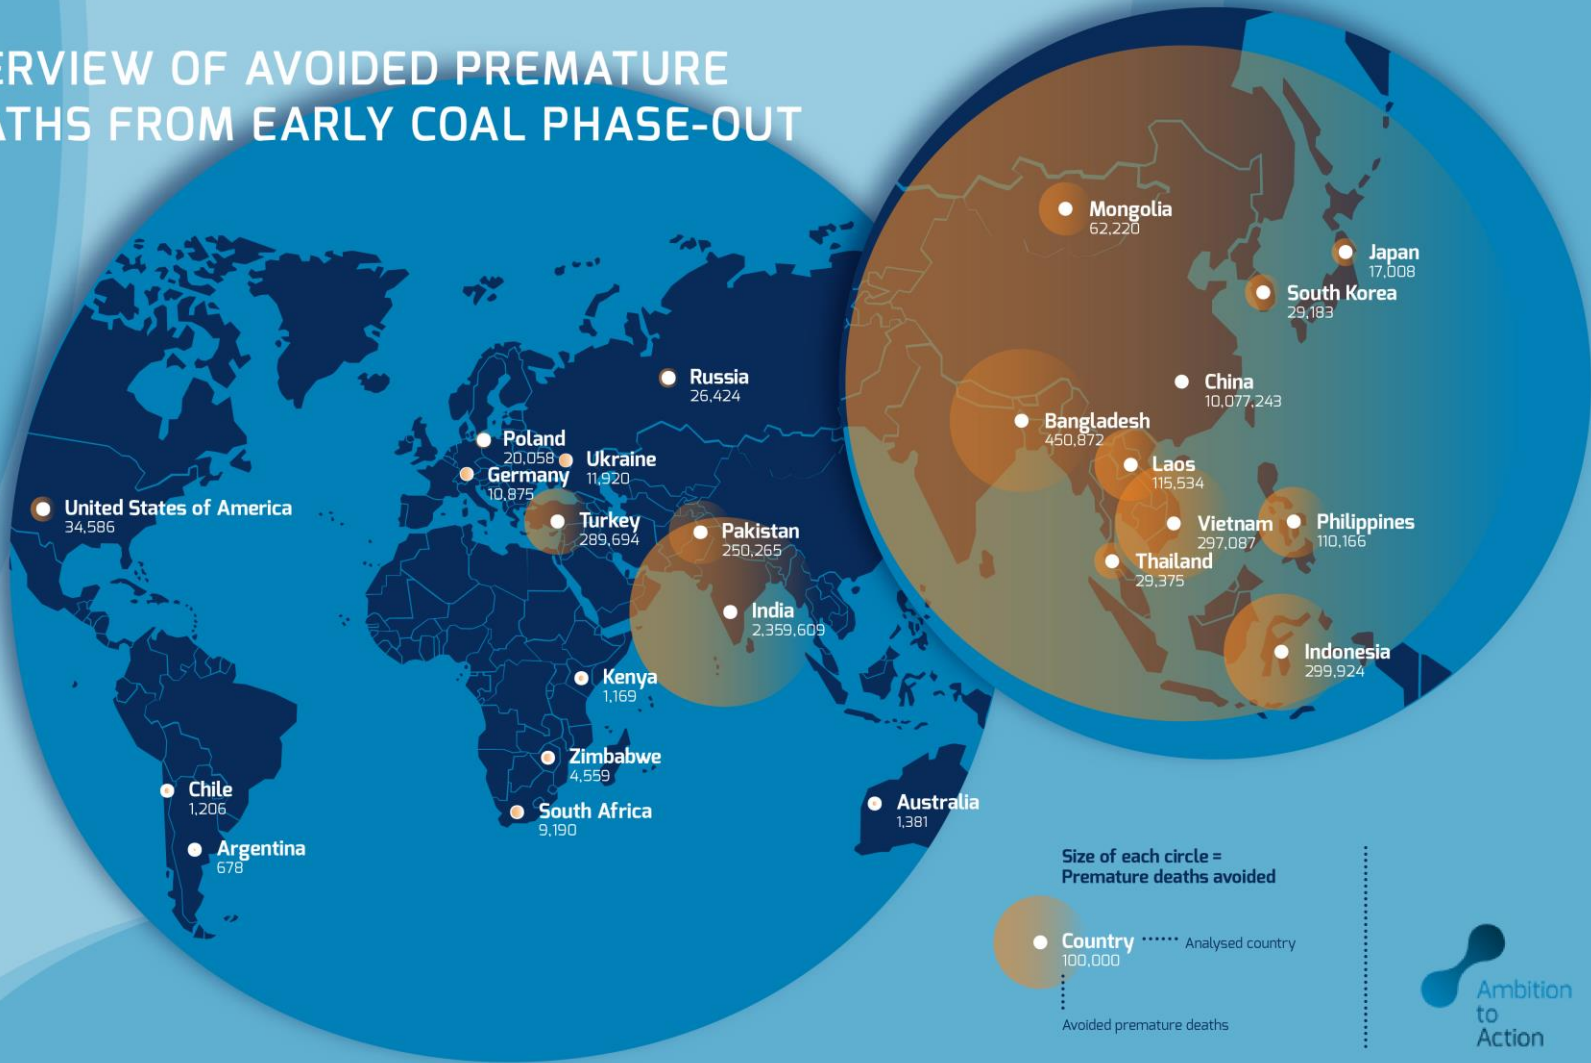 ERVIEW OF AVOIDED PREMATURE
ATHS FROM EARLY COAL PHASE-OUT
Mongolia
62,220
Japan
17,008
South Korea
29,183
China
10,077,243
Bangladesh
450,872
Laos
115,534
Vietnam
297,087
Philippines
110,166
Thailand
29,375
Indonesia
299,924
Russia
26,424
Poland
20,058
Ukraine
11,920
Germany
10,875
United States of America
34,586
Turkey
289,694
Pakistan
250,265
India
2,359,609
Kenya
1,169
Zimbabwe
4,559
Chile
1,206
South Africa
9,190
Australia
1,381
Argentina
678
Size of each circle =
Premature deaths avoided
Country
100,000
Analysed country
Avoided premature deaths
Ambition
to
Action